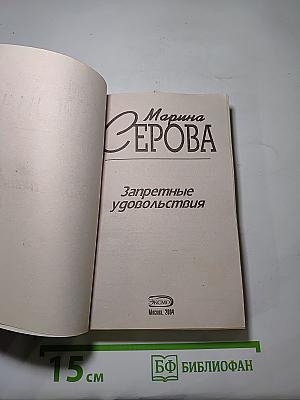 Марина
СЕРОВА
Запретные
удовольствия
ЭКСМО
Москва, 2004
15 см
БФ БИБЛИОФАН